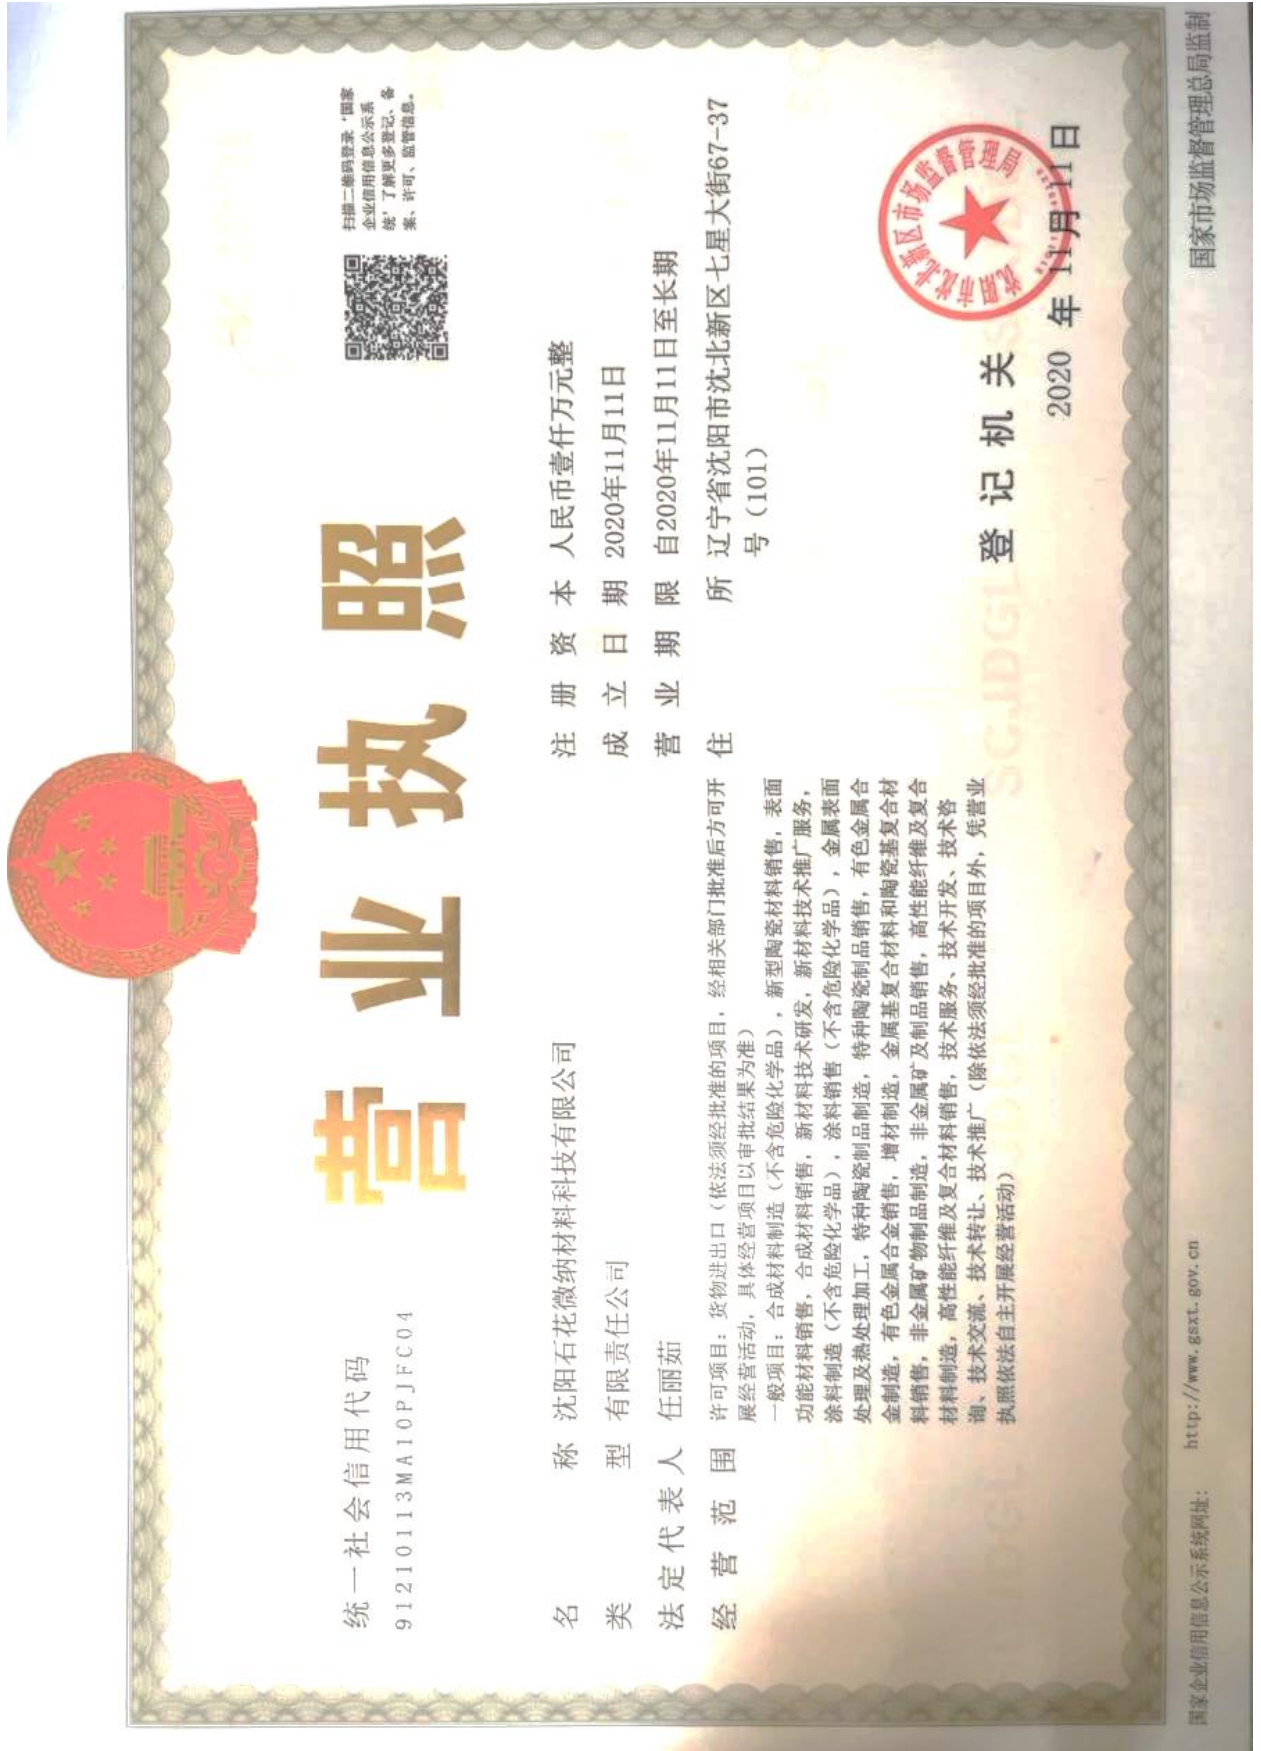 营业执照
统一社会信用代码
91210113MA10PJFC04
扫描二维码登录‘国家
企业信用信息公示系
统’了解更多登记、备
案、许可、监管信息。
名称 沈阳石花微纳材料科技有限公司
类型 有限责任公司
法定代表人 任丽茹
经营范围 许可项目：货物进出口（依法须经批准的项目，经相关部门批准后方可开
展经营活动，具体经营项目以审批结果为准）
一般项目：合成材料制造（不含危险化学品），新型陶瓷材料销售，表面
功能材料销售，合成材料销售，新材料技术研发，新材料技术推广服务，
涂料制造（不含危险化学品），涂料销售（不含危险化学品），金属表面
处理及热处理加工，特种陶瓷制品制造，特种陶瓷制品销售，有色金属合
金制造，有色金属合金销售，增材制造，金属基复合材料和陶瓷基复合材
料销售，非金属矿物制品制造，非金属矿及制品销售，高性能纤维及复合
材料制造，高性能纤维及复合材料销售，技术服务、技术开发、技术咨
询、技术交流、技术转让、技术推广（除依法须经批准的项目外，凭营业
执照依法自主开展经营活动）
注册资本 人民币壹仟万元整
成立日期 2020年11月11日
营业期限 自2020年11月11日至长期
住所 辽宁省沈阳市沈北新区七星大街67-37
号（101）
登记机关
沈阳市沈北新区市场监督管理局
2020 年 11月 11日
国家企业信用信息公示系统网址： http://www.gsxt.gov.cn
国家市场监督管理总局监制